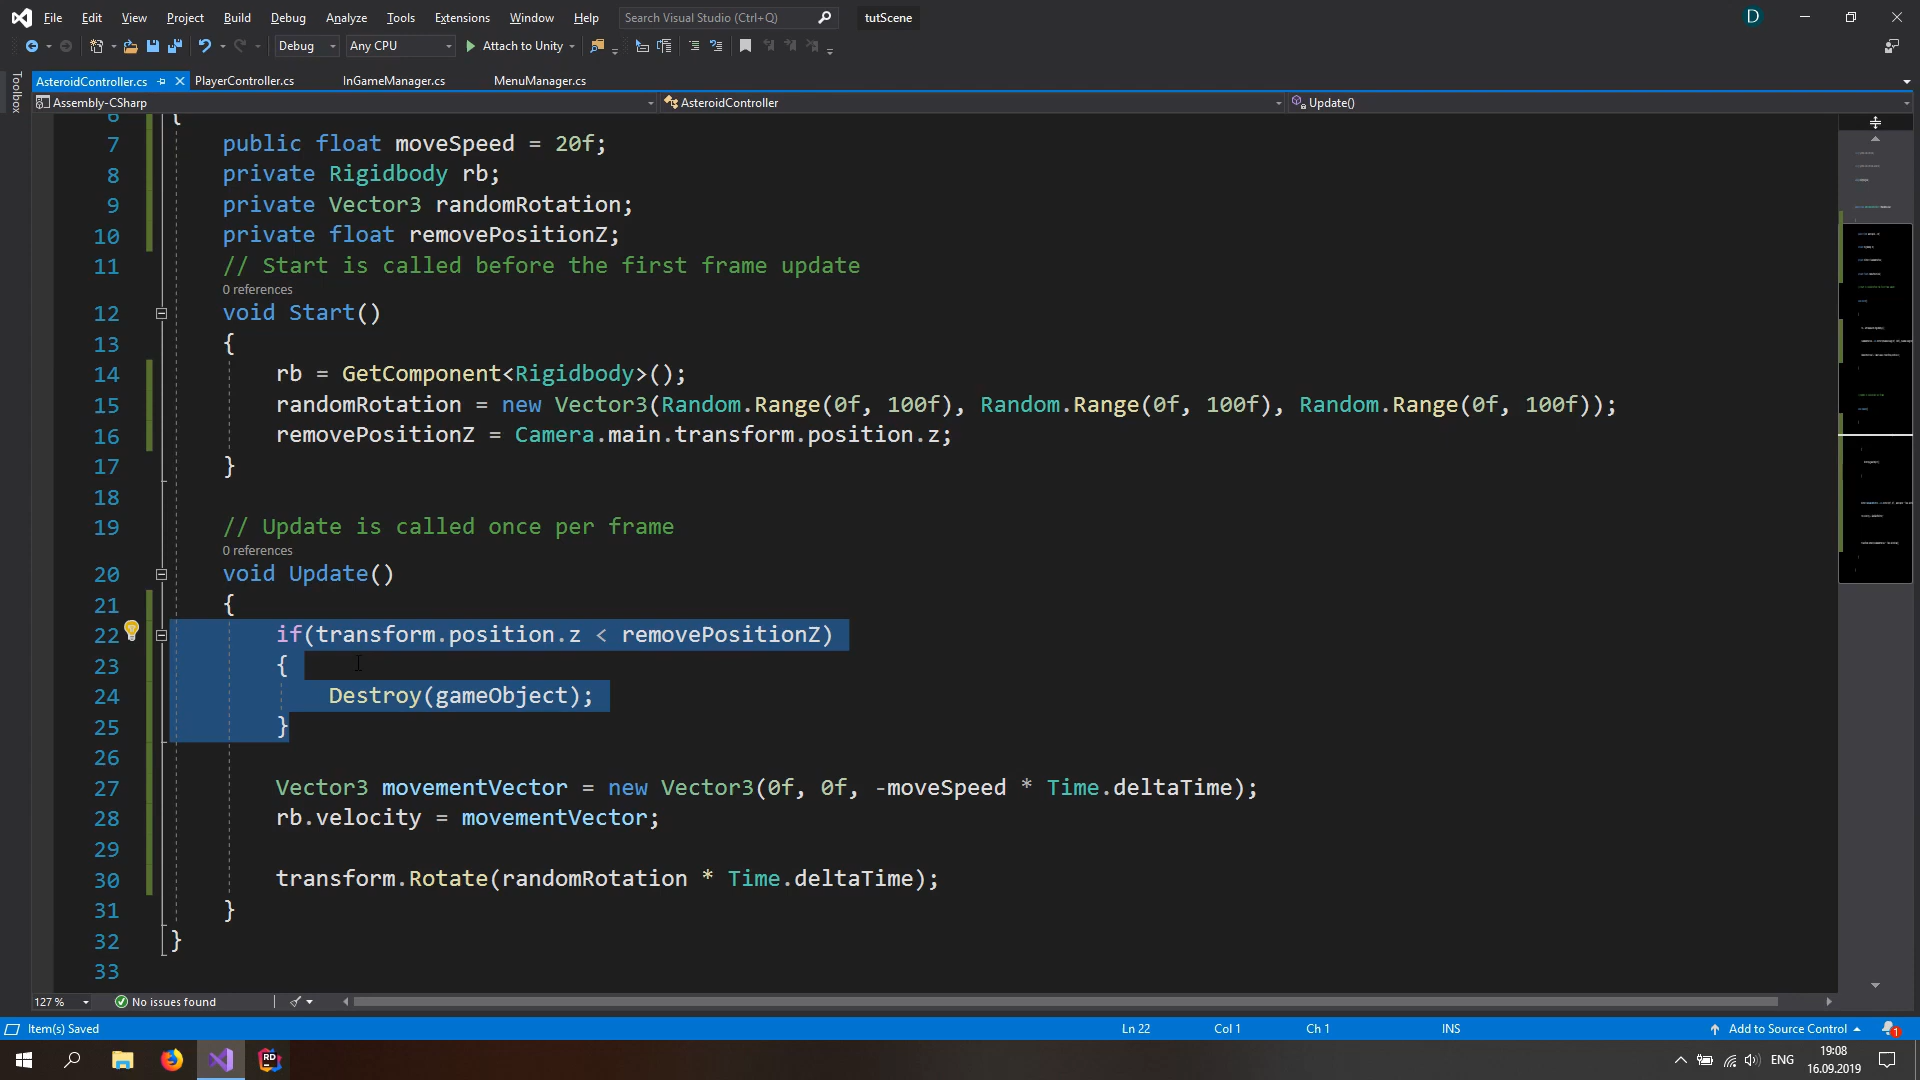 File Edit View Project Build Debug Analyze Tools Extensions Window Help Search Visual Studio (Ctrl+Q) tutScene D
Debug Any CPU Attach to Unity
Toolbox
AsteroidController.cs PlayerController.cs InGameManager.cs MenuManager.cs
Assembly-CSharp AsteroidController Update()
6 {
7 public float moveSpeed = 20f;
8 private Rigidbody rb;
9 private Vector3 randomRotation;
10 private float removePositionZ;
11 // Start is called before the first frame update
0 references
12 void Start()
13 {
14 rb = GetComponent<Rigidbody>();
15 randomRotation = new Vector3(Random.Range(0f, 100f), Random.Range(0f, 100f), Random.Range(0f, 100f));
16 removePositionZ = Camera.main.transform.position.z;
17 }
18
19 // Update is called once per frame
0 references
20 void Update()
21 {
22 if(transform.position.z < removePositionZ)
23 {
24 Destroy(gameObject);
25 }
26
27 Vector3 movementVector = new Vector3(0f, 0f, -moveSpeed * Time.deltaTime);
28 rb.velocity = movementVector;
29
30 transform.Rotate(randomRotation * Time.deltaTime);
31 }
32 }
33
127 % No issues found
Item(s) Saved Ln 22 Col 1 Ch 1 INS Add to Source Control 1
RD ENG 19:08
16.09.2019